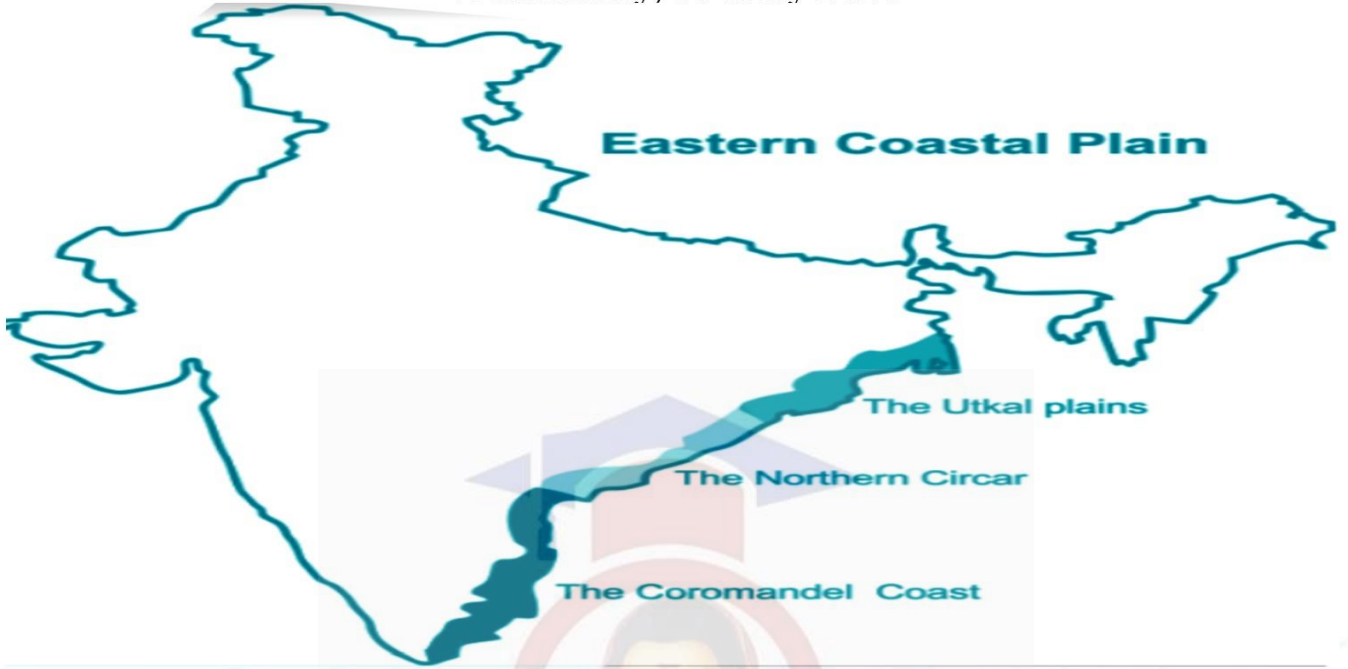 Eastern Coastal Plain
The Utkal plains
The Northern Circar
The Coromandel Coast